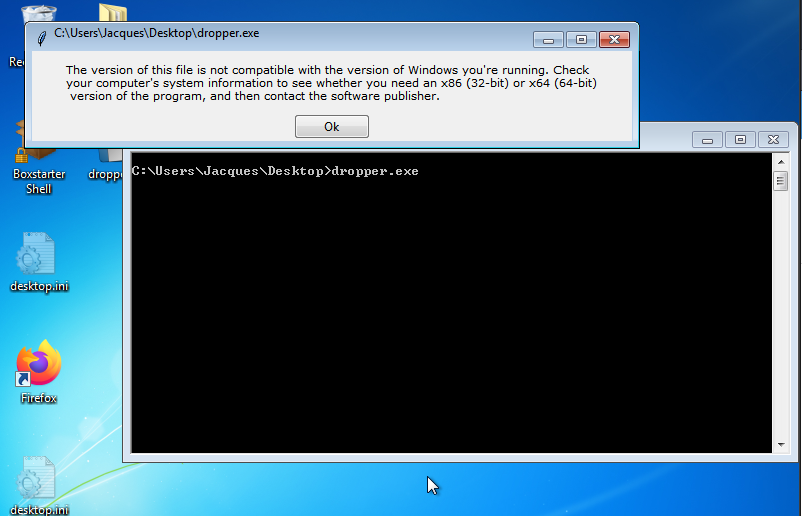 C:\Users\Jacques\Desktop\dropper.exe
The version of this file is not compatible with the version of Windows you're running. Check
your computer's system information to see whether you need an x86 (32-bit) or x64 (64-bit)
version of the program, and then contact the software publisher.
Ok
C:\Users\Jacques\Desktop>dropper.exe
Re
Boxstarter
Shell
droppe
desktop.ini
Firefox
desktop.ini